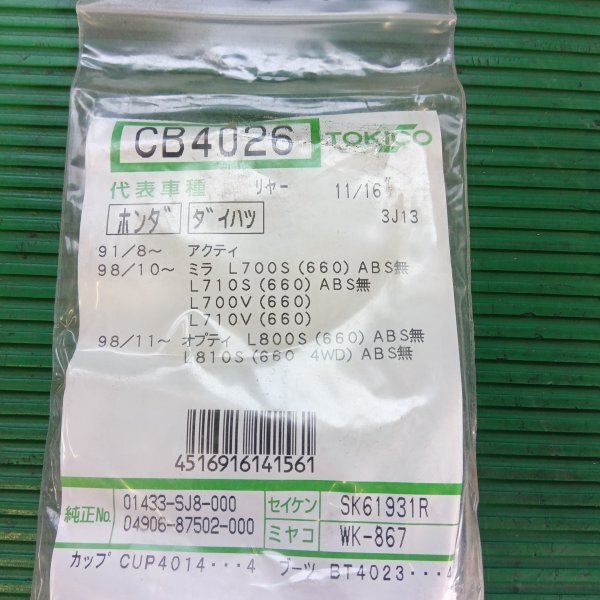 CB4026 TOKICO
代表車種 リヤー 11/16"
ホンダ ダイハツ 3J13
91/8～ アクティ
98/10～ ミラ L700S (660) ABS無
L710S (660) ABS無
L700V (660)
L710V (660)
98/11～ オプティ L800S (660) ABS無
L810S (660 4WD) ABS無
4516916141561
純正No. 01433-SJ8-000 セイケン SK61931R
04906-87502-000 ミヤコ WK-867
カップ CUP4014・・・4 ブーツ BT4023・・・4